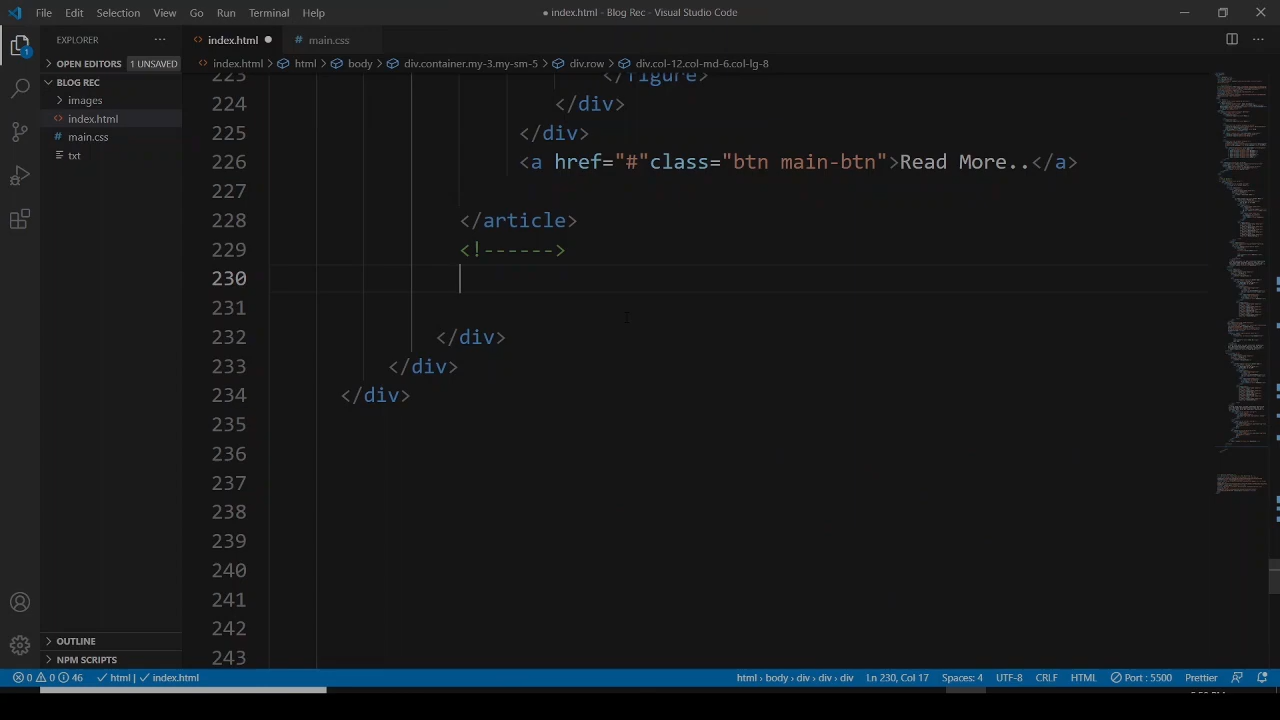 File Edit Selection View Go Run Terminal Help
● index.html - Blog Rec - Visual Studio Code
EXPLORER ...
index.html ●
main.css
OPEN EDITORS 1 UNSAVED
index.html > html > body > div.container.my-3.my-sm-5 > div.row > div.col-12.col-md-6.col-lg-8
BLOG REC
images
index.html
main.css
txt
223 </figure>
224 </div>
225 </div>
226 <a href="#"class="btn main-btn">Read More..</a>
227
228 </article>
229 <!------>
230
231
232 </div>
233 </div>
234 </div>
235
236
237
238
239
240
241
242
243
OUTLINE
NPM SCRIPTS
0 0 46 html | index.html
html › body › div › div › div Ln 230, Col 17 Spaces: 4 UTF-8 CRLF HTML Port : 5500 Prettier